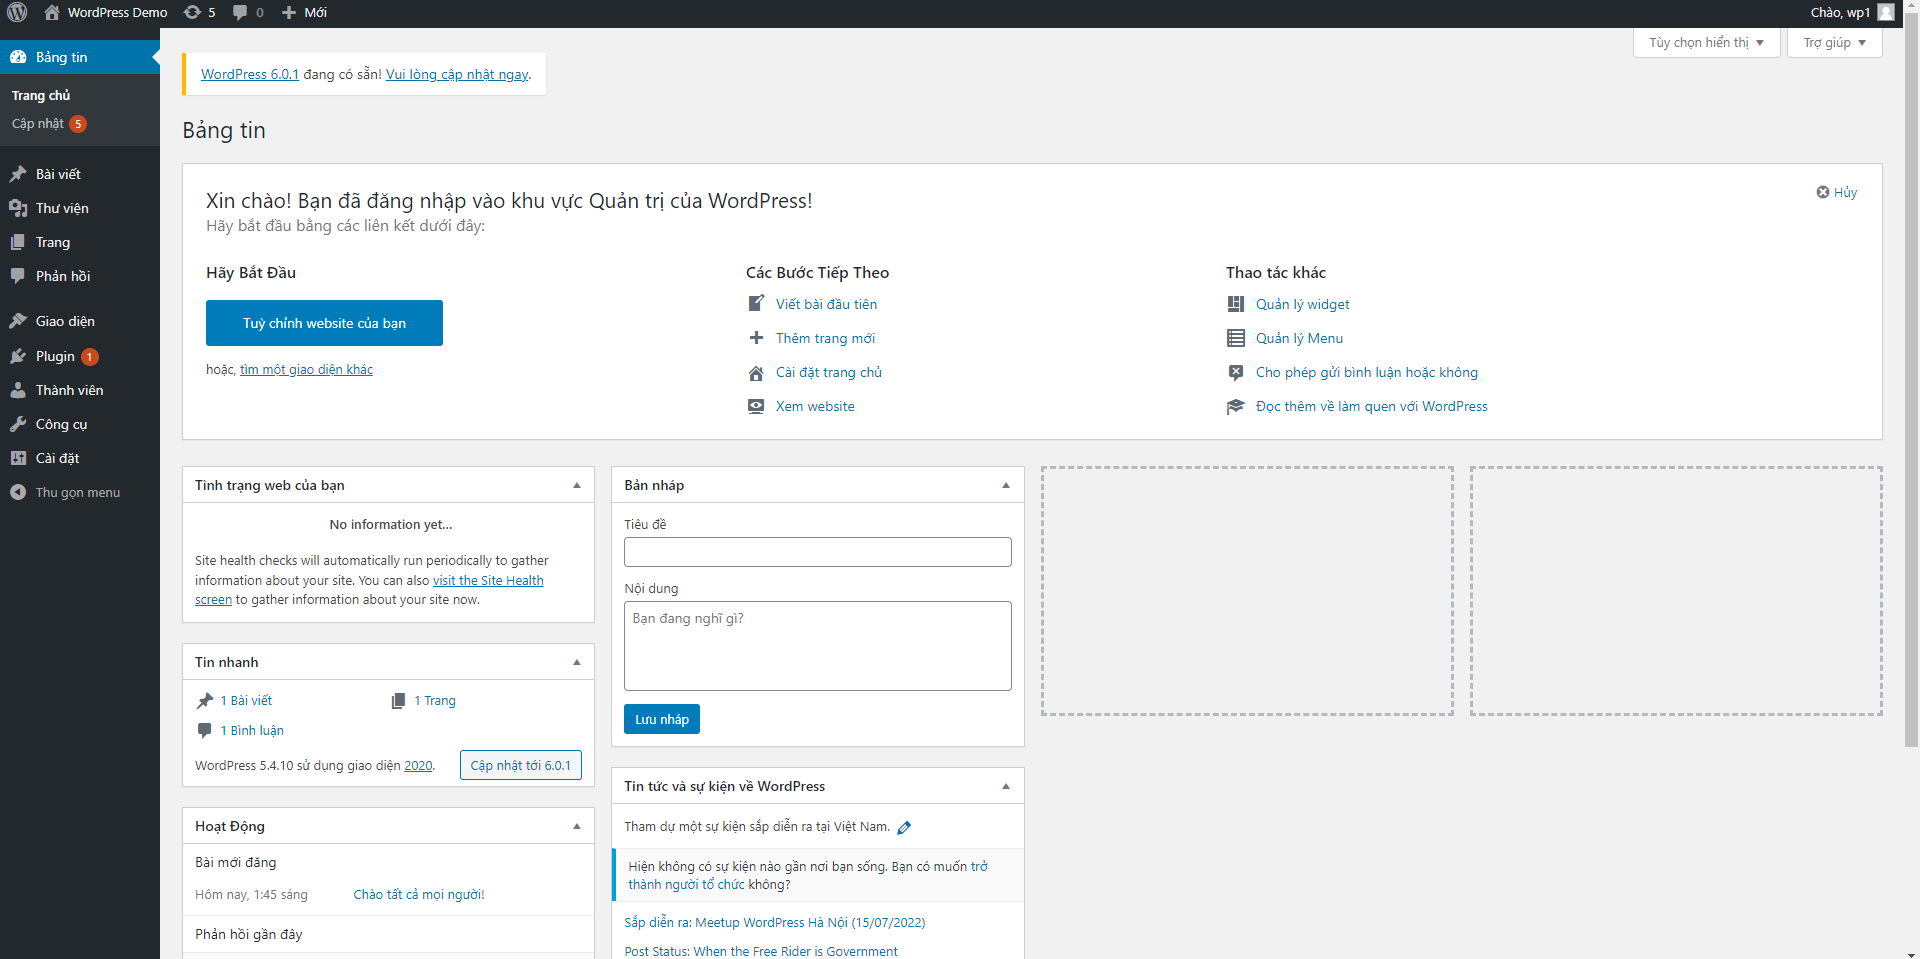 WordPress Demo 5 0 Mới Chào, wp1
Bảng tin
Trang chủ
Cập nhật 5
Bài viết
Thư viện
Trang
Phản hồi
Giao diện
Plugin 1
Thành viên
Công cụ
Cài đặt
Thu gọn menu
Tùy chọn hiển thị
Trợ giúp
WordPress 6.0.1 đang có sẵn! Vui lòng cập nhật ngay.
Bảng tin
Xin chào! Bạn đã đăng nhập vào khu vực Quản trị của WordPress!
Hủy
Hãy bắt đầu bằng các liên kết dưới đây:
Hãy Bắt Đầu
Tuỳ chỉnh website của bạn
hoặc, tìm một giao diện khác
Các Bước Tiếp Theo
Viết bài đầu tiên
Thêm trang mới
Cài đặt trang chủ
Xem website
Thao tác khác
Quản lý widget
Quản lý Menu
Cho phép gửi bình luận hoặc không
Đọc thêm về làm quen với WordPress
Tình trạng web của bạn
No information yet...
Site health checks will automatically run periodically to gather
information about your site. You can also visit the Site Health
screen to gather information about your site now.
Tin nhanh
1 Bài viết
1 Trang
1 Bình luận
WordPress 5.4.10 sử dụng giao diện 2020.
Cập nhật tới 6.0.1
Hoạt Động
Bài mới đăng
Hôm nay, 1:45 sáng
Chào tất cả mọi người!
Phản hồi gần đây
Bản nháp
Tiêu đề
Nội dung
Bạn đang nghĩ gì?
Lưu nháp
Tin tức và sự kiện về WordPress
Tham dự một sự kiện sắp diễn ra tại Việt Nam.
Hiện không có sự kiện nào gần nơi bạn sống. Bạn có muốn trở
thành người tổ chức không?
Sắp diễn ra: Meetup WordPress Hà Nội (15/07/2022)
Post Status: When the Free Rider is Government